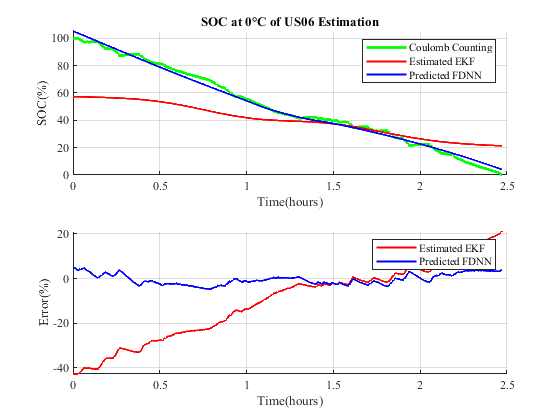 SOC at 0°C of US06 Estimation
100
80
60
40
20
0
SOC(%)
Coulomb Counting
Estimated EKF
Predicted FDNN
0 0.5 1 1.5 2 2.5
Time(hours)
20
0
-20
-40
Error(%)
Estimated EKF
Predicted FDNN
0 0.5 1 1.5 2 2.5
Time(hours)